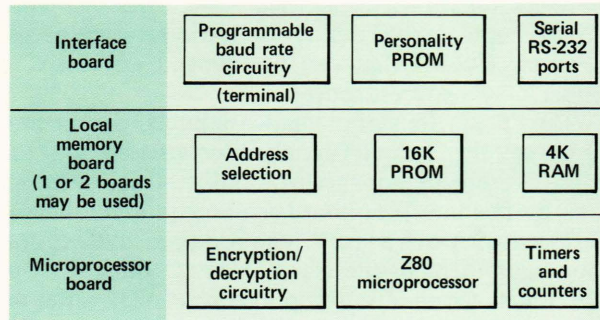 Interface
board
Programmable
baud rate
circuitry
(terminal)
Personality
PROM
Serial
RS-232
ports
Local
memory
board
(1 or 2 boards
may be used)
Address
selection
16K
PROM
4K
RAM
Microprocessor
board
Encryption/
decryption
circuitry
Z80
microprocessor
Timers
and
counters